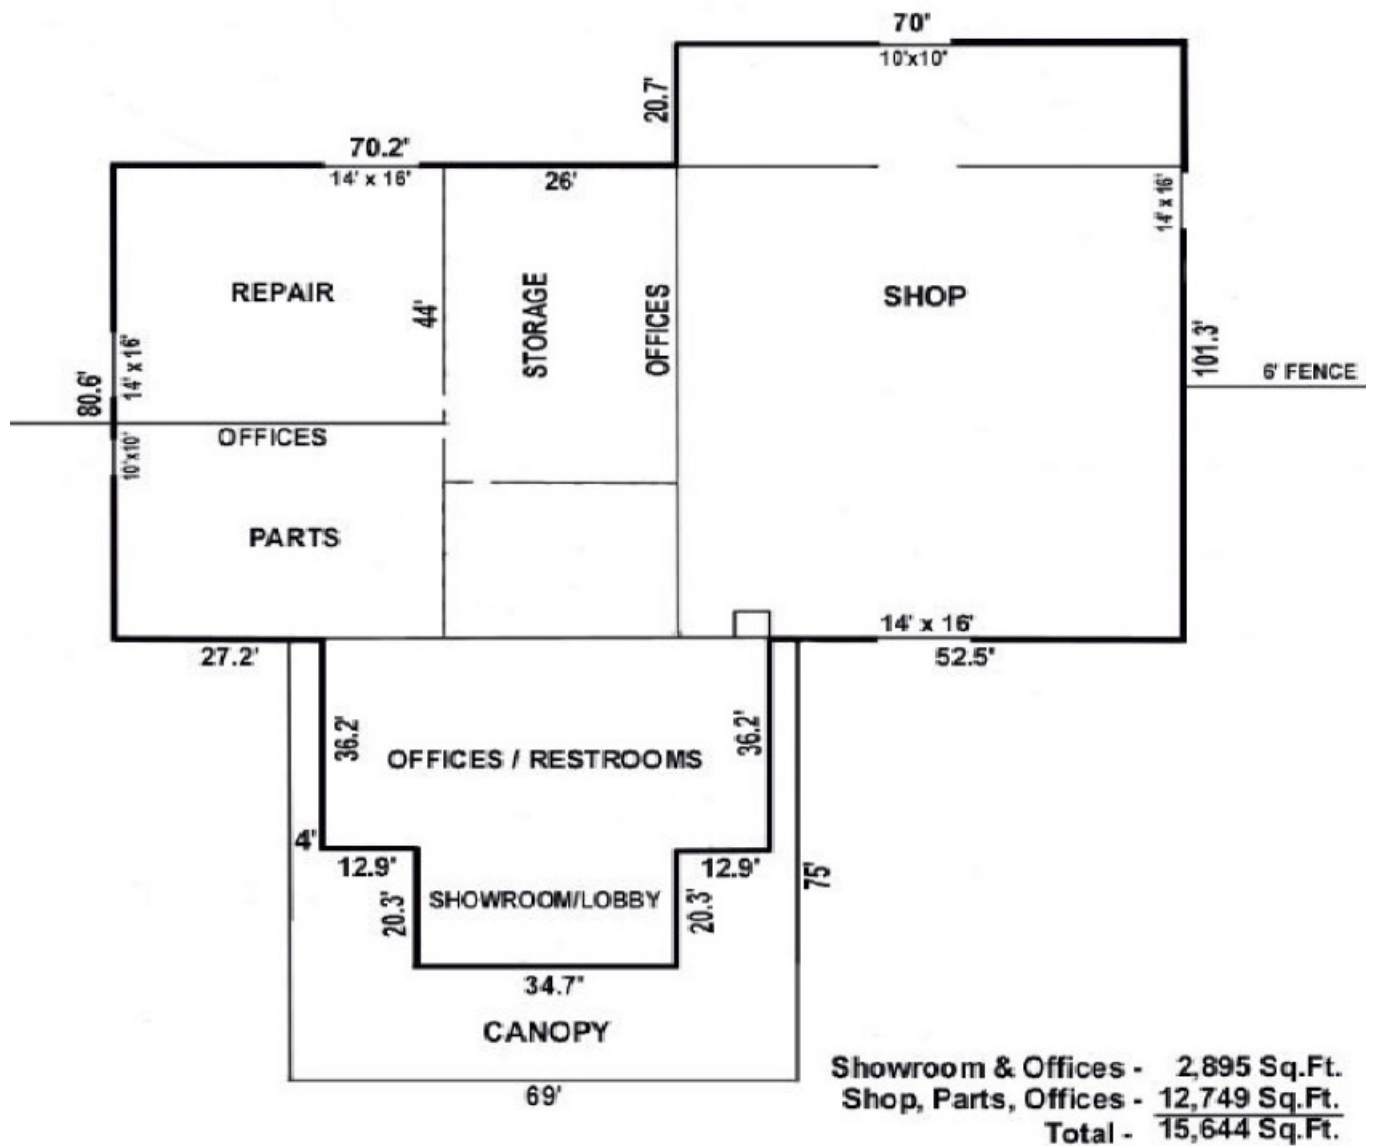 70'
10'x10'
20.7'
70.2'
14' x 16'
26'
14' x 16'
REPAIR
44'
STORAGE
OFFICES
SHOP
101.3'
6' FENCE
80.6'
14' x 16'
OFFICES
10'x10'
PARTS
27.2'
14' x 16'
52.5'
36.2'
OFFICES / RESTROOMS
36.2'
4'
12.9'
12.9'
75'
20.3'
SHOWROOM/LOBBY
20.3'
34.7'
CANOPY
69'
Showroom & Offices - 2,895 Sq.Ft.
Shop, Parts, Offices - 12,749 Sq.Ft.
Total - 15,644 Sq.Ft.